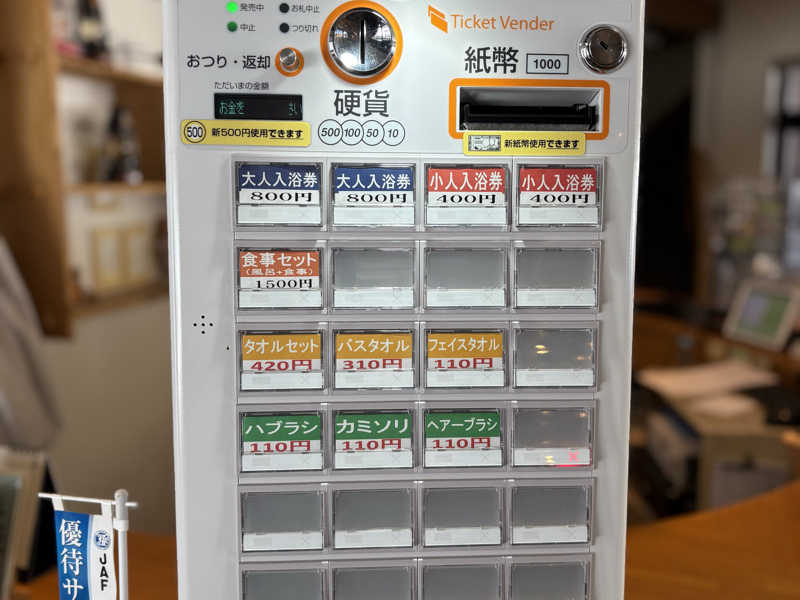 発売中
お札中止
中止
つり切れ
Ticket Vender
おつり・返却
紙幣
1000
ただいまの金額
お金を
硬貨
500 新500円使用できます
500 100 50 10
新紙幣使用できます
大人入浴券
大人入浴券
小人入浴券
小人入浴券
800円
800円
400円
400円
食事セット
(風呂+食事)
1500円
タオルセット
バスタオル
フェイスタオル
420円
310円
110円
ハブラシ
カミソリ
ヘアーブラシ
110円
110円
110円
優待サ
JAF